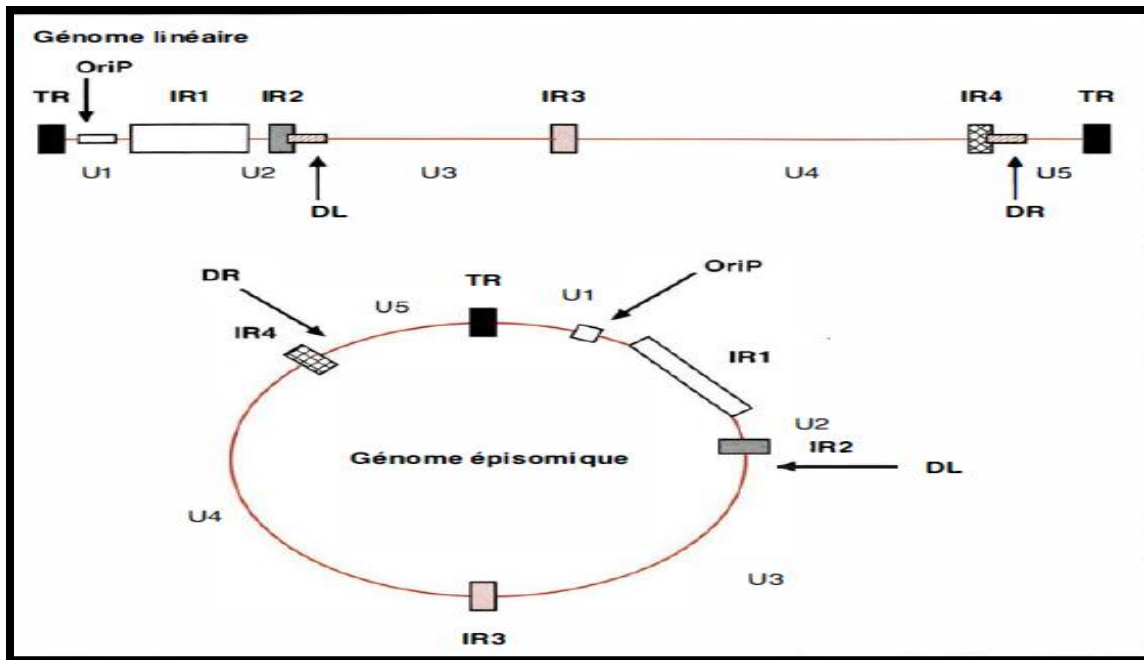 Génome linéaire
OriP
TR IR1 IR2 IR3 IR4 TR
U1 U2 U3 U4 U5
DL DR
OriP
DR TR U1
U5
IR4
IR1
U2
IR2
Génome épisomique
DL
U4
U3
IR3